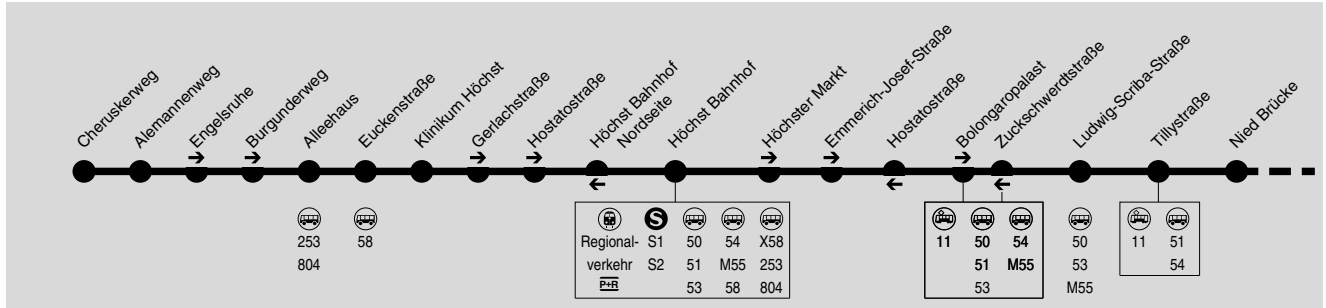 Cheruskerweg
Alemannenweg
Engelsruhe
Burgunderweg
Alleehaus
Euckenstraße
Klinikum Höchst
Gerlachstraße
Hostatostraße
Höchst Bahnhof
Nordseite
Höchst Bahnhof
Höchster Markt
Emmerich-Josef-Straße
Hostatostraße
Bolongaropalast
Zuckschwerdtstraße
Ludwig-Scriba-Straße
Tillystraße
Nied Brücke
253
804
58
S
Regional- S1 50 54 X58
verkehr S2 51 M55 253
P+R 53 58 804
11 50 54
51 M55
53
50
53
M55
11 51
54